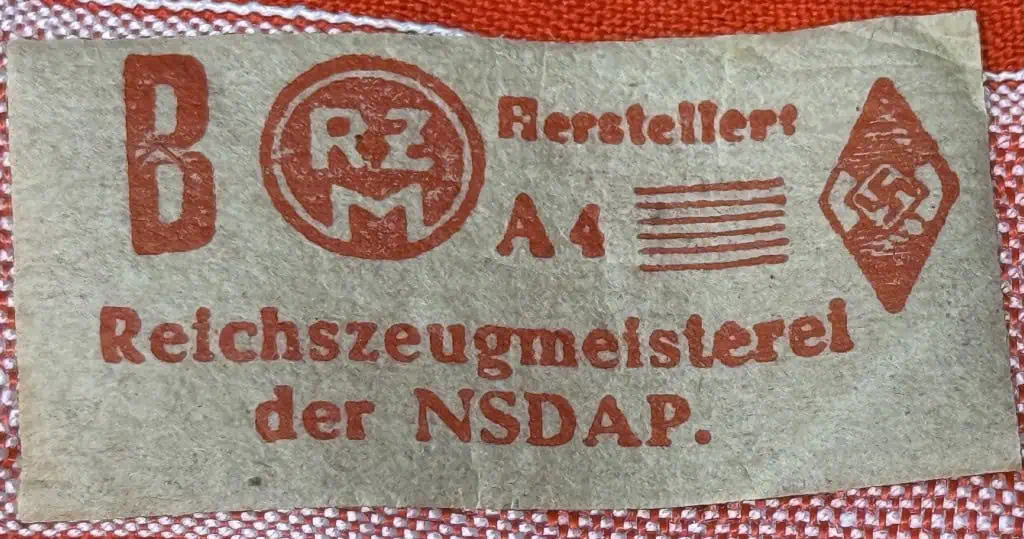 B RZM Hersteller:
A4
Reichszeugmeisterei
der NSDAP.